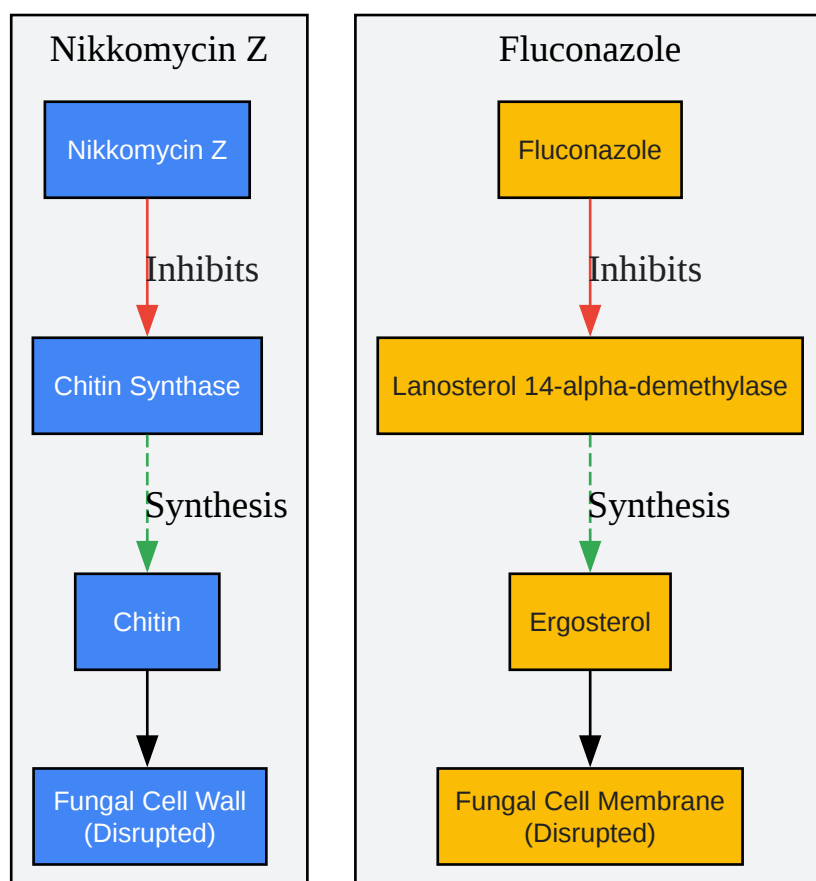 Nikkomycin Z
Nikkomycin Z
Inhibits
Chitin Synthase
Synthesis
Chitin
Fungal Cell Wall
(Disrupted)
Fluconazole
Fluconazole
Inhibits
Lanosterol 14-alpha-demethylase
Synthesis
Ergosterol
Fungal Cell Membrane
(Disrupted)